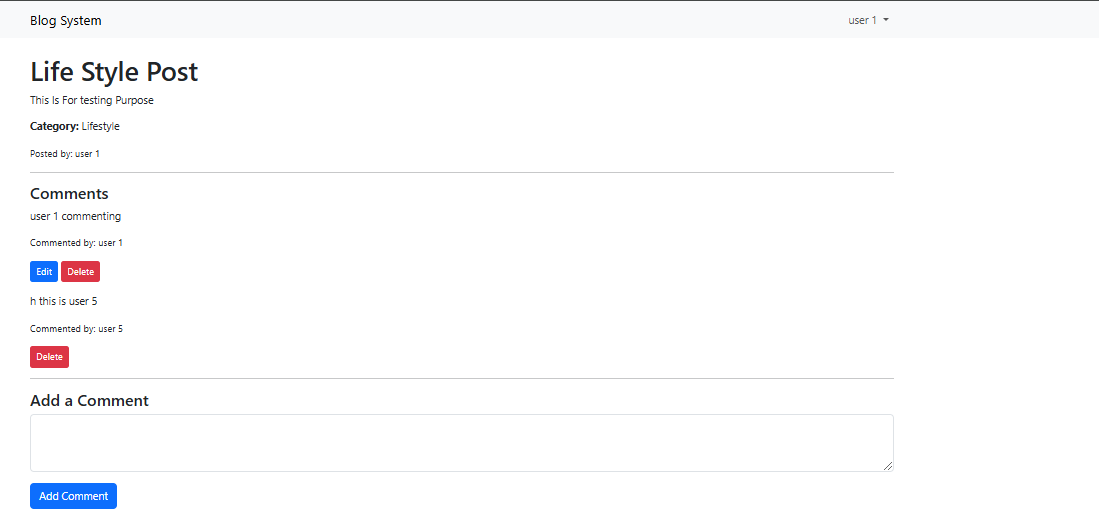 Blog System
user 1
Life Style Post
This Is For testing Purpose
Category: Lifestyle
Posted by: user 1
Comments
user 1 commenting
Commented by: user 1
Edit Delete
h this is user 5
Commented by: user 5
Delete
Add a Comment
Add Comment